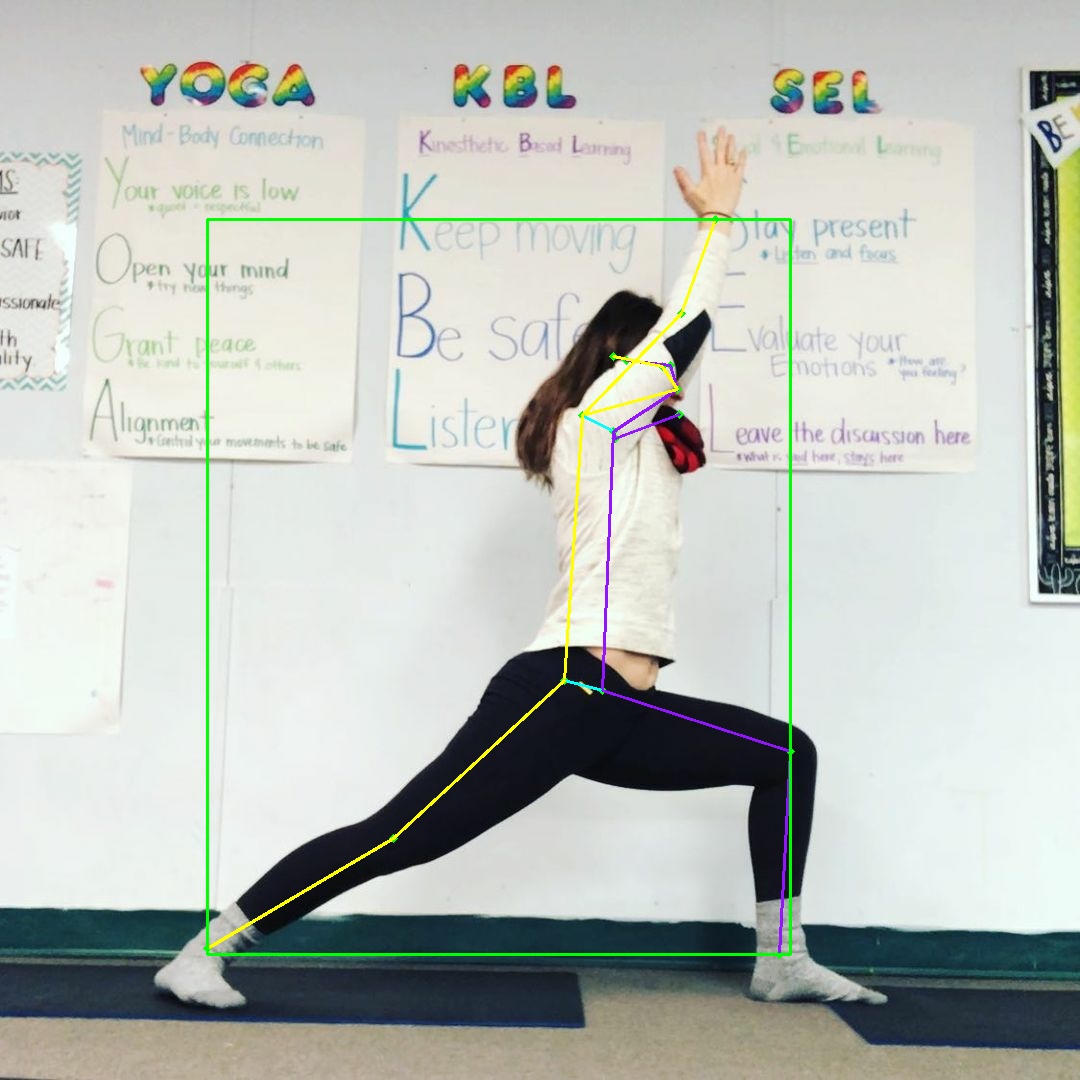 YOGA
Mind-Body Connection
Your voice is low
*quiet = respectful
Open your mind
*try new things
Grant peace
*Be kind to yourself & others
Alignment
*Control your movements to be safe
KBL
Kinesthetic Based Learning
Keep moving
Be safe
Listen
SEL
& Emotional Learning
Stay present
*Listen and focus
Evaluate your
Emotions *How are
you feeling?
Leave the discussion here
*What is said here, stays here
MS:
SAFE
BE